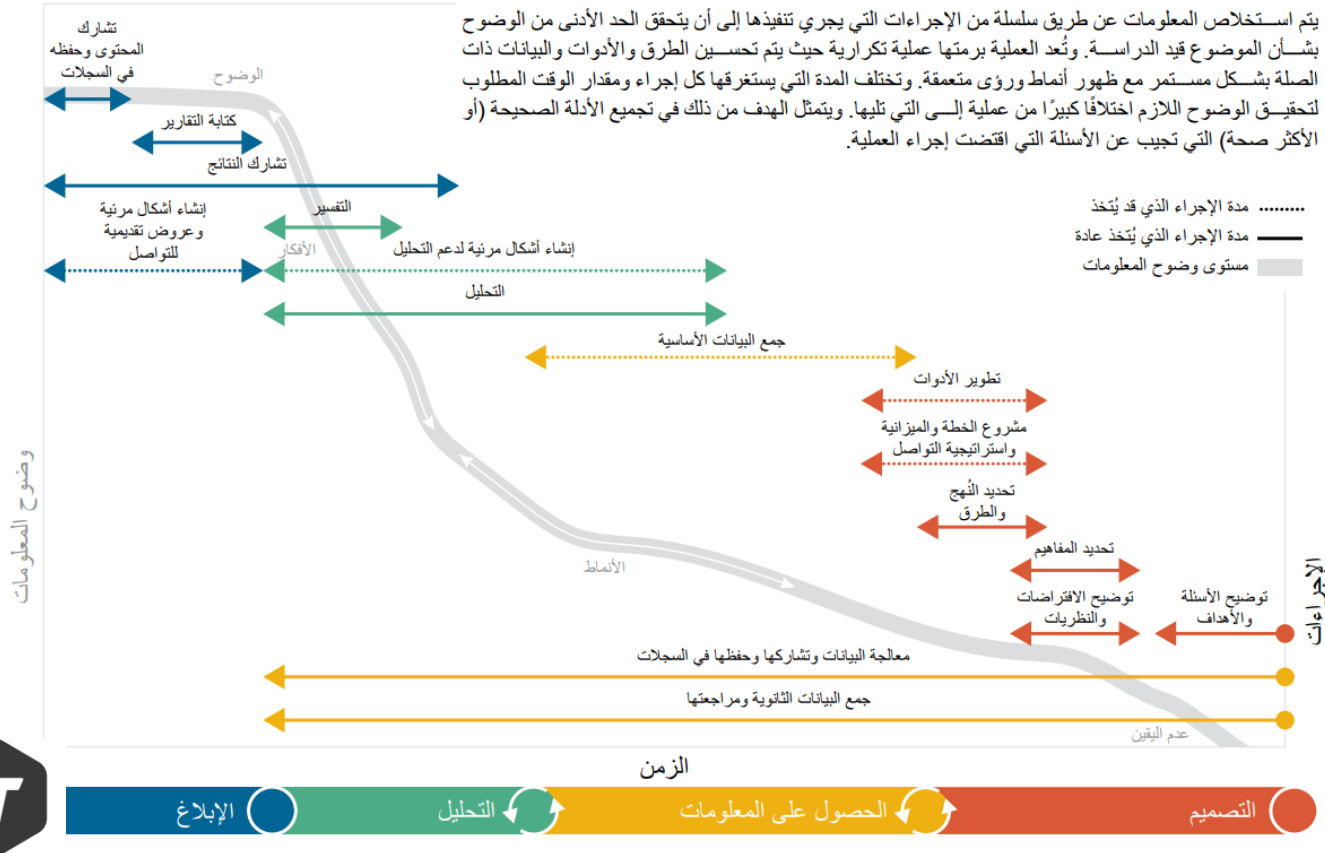 يتم استخلاص المعلومات عن طريق سلسلة من الإجراءات التي يجري تنفيذها إلى أن يتحقق الحد الأدنى من الوضوح
بشأن الموضوع قيد الدراسة. وتُعد العملية برمتها عملية تكرارية حيث يتم تحسين الطرق والأدوات والبيانات ذات
الصلة بشكل مستمر مع ظهور أنماط ورؤى متعمقة. وتختلف المدة التي يستغرقها كل إجراء ومقدار الوقت المطلوب
لتحقيق الوضوح اللازم اختلافًا كبيرًا من عملية إلى التي تليها. ويتمثل الهدف من ذلك في تجميع الأدلة الصحيحة (أو
الأكثر صحة) التي تجيب عن الأسئلة التي اقتضت إجراء العملية.
مدة الإجراء الذي قد يُتخذ
مدة الإجراء الذي يُتخذ عادة
مستوى وضوح المعلومات
تشارك
المحتوى وحفظه
في السجلات
الوضوح
كتابة التقارير
تشارك النتائج
التفسير
إنشاء أشكال مرئية
وعروض تقديمية
للتواصل
الأفكار
إنشاء أشكال مرئية لدعم التحليل
التحليل
جمع البيانات الأساسية
تطوير الأدوات
مشروع الخطة والميزانية
واستراتيجية التواصل
تحديد النُهج
والطرق
تحديد المفاهيم
الأنماط
توضيح الأسئلة
والأهداف
توضيح الافتراضات
والنظريات
معالجة البيانات وتشاركها وحفظها في السجلات
جمع البيانات الثانوية ومراجعتها
عدم اليقين
الإجراءات
وضوح المعلومات
الزمن
التصميم
الحصول على المعلومات
التحليل
الإبلاغ